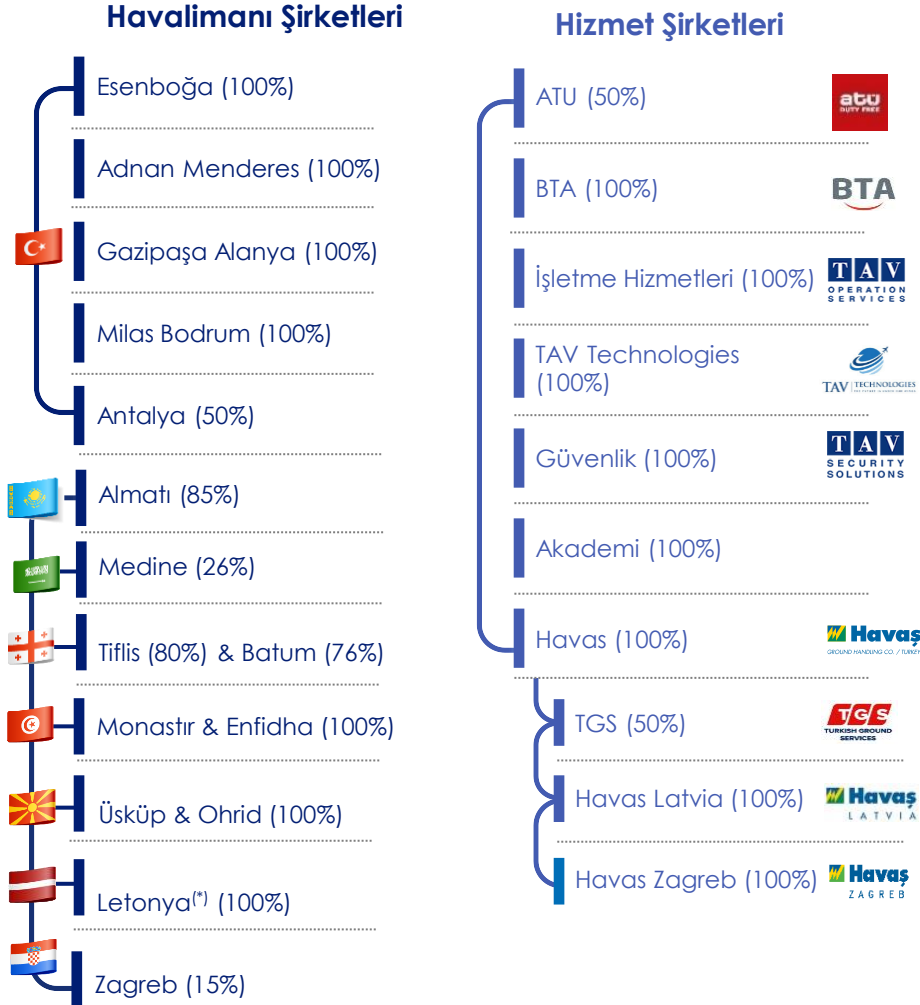 Havalimanı Şirketleri
Esenboğa (100%)
Adnan Menderes (100%)
Gazipaşa Alanya (100%)
Milas Bodrum (100%)
Antalya (50%)
Almatı (85%)
Medine (26%)
Tiflis (80%) & Batum (76%)
Monastır & Enfidha (100%)
Üsküp & Ohrid (100%)
Letonya(*) (100%)
Zagreb (15%)
Hizmet Şirketleri
ATU (50%)
atü
DUTY FREE
BTA (100%)
BTA
İşletme Hizmetleri (100%)
TAV
OPERATION
SERVICES
TAV Technologies
(100%)
TAV TECHNOLOGIES
Güvenlik (100%)
TAV
SECURITY
SOLUTIONS
Akademi (100%)
Havas (100%)
Havaş
GROUND HANDLING CO. / TURKEY
TGS (50%)
TGS
TURKISH GROUND
SERVICES
Havas Latvia (100%)
Havaş
LATVIA
Havas Zagreb (100%)
Havaş
ZAGREB